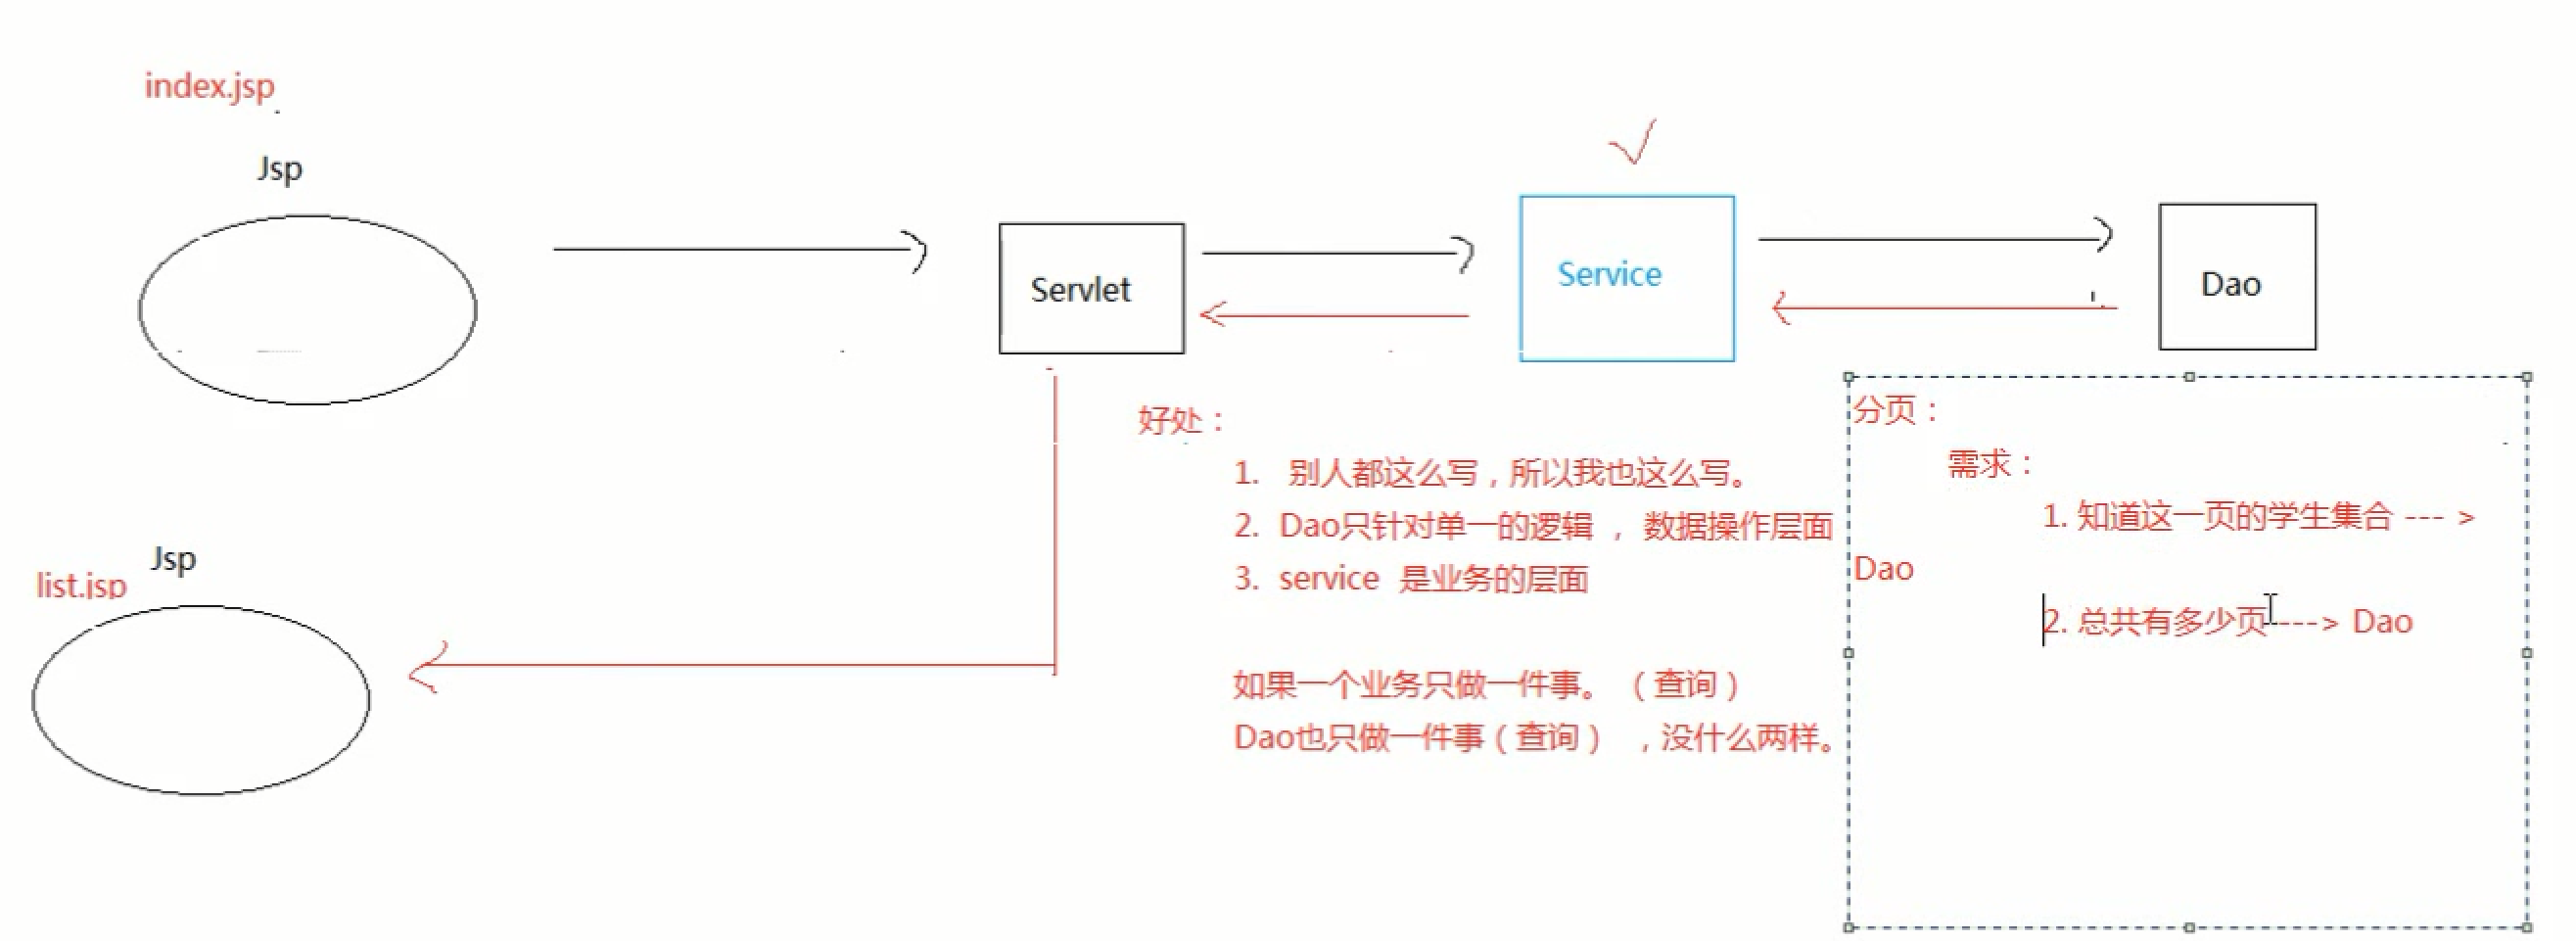 index.jsp
Jsp
Servlet
Service
Dao
好处：
1. 别人都这么写，所以我也这么写。
2. Dao只针对单一的逻辑 ， 数据操作层面
3. service 是业务的层面
如果一个业务只做一件事。 （查询）
Dao也只做一件事（查询） ，没什么两样。
分页：
需求：
1. 知道这一页的学生集合 --- >
Dao
2. 总共有多少页----> Dao
Jsp
list.jsp